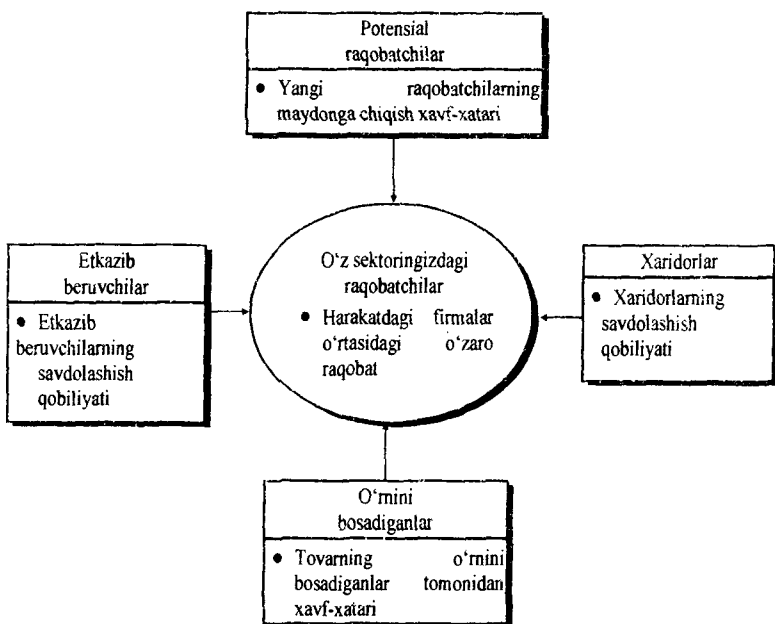 Potensial
raqobatchilar
● Yangi raqobatchilarning
maydonga chiqish xavf-xatari
Etkazib
beruvchilar
● Etkazib
beruvchilarning
savdolashish
qobiliyati
O‘z sektoringizdagi
raqobatchilar
● Harakatdagi firmalar
o‘rtasidagi o‘zaro
raqobat
Xaridorlar
● Xaridorlarning
savdolashish
qobiliyati
O‘rnini
bosadiganlar
● Tovarning o‘rnini
bosadiganlar tomonidan
xavf-xatari